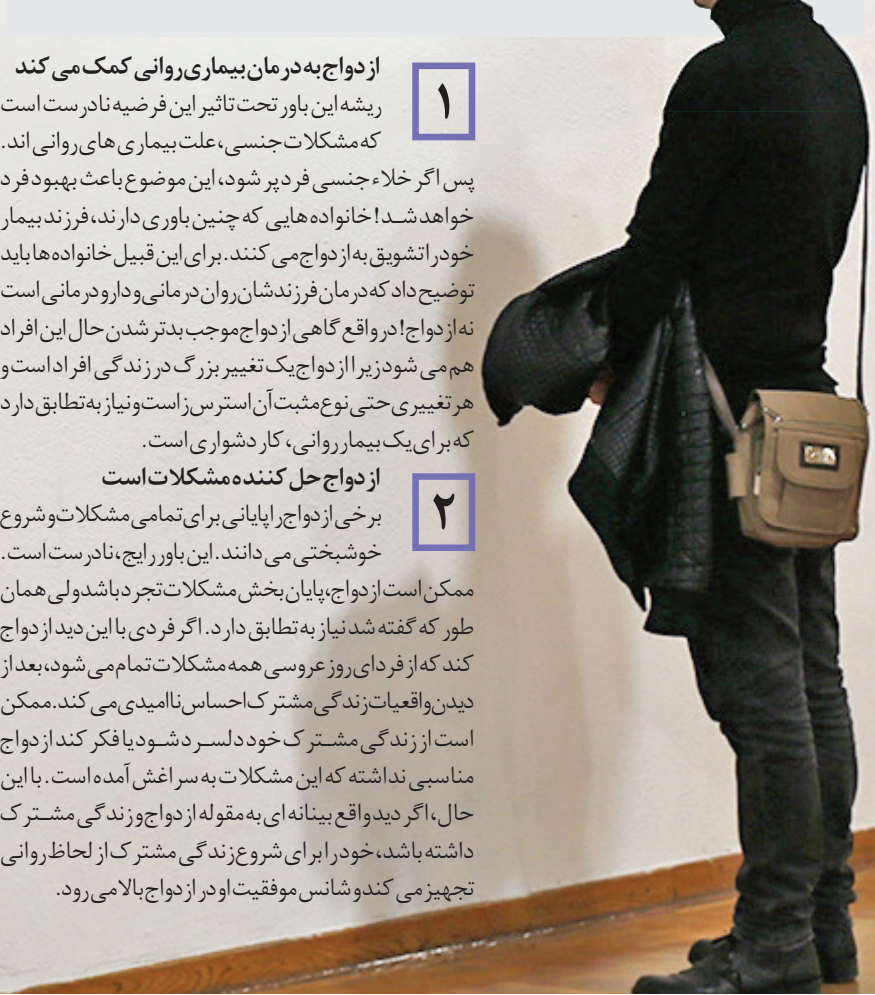 ازدواج به درمان بیماری روانی کمک می کند
۱
ریشه این باور تحت تاثیر این فرضیه نادرست است
که مشکلات جنسی، علت بیماری های روانی اند.
پس اگر خلاء جنسی فرد پر شود، این موضوع باعث بهبود فرد
خواهد شد! خانواده هایی که چنین باوری دارند، فرزند بیمار
خود را تشویق به ازدواج می کنند. برای این قبیل خانواده ها باید
توضیح داد که درمان فرزندشان روان درمانی و دارودرمانی است
نه ازدواج! در واقع گاهی ازدواج موجب بدتر شدن حال این افراد
هم می شود زیرا ازدواج یک تغییر بزرگ در زندگی افراد است و
هر تغییری حتی نوع مثبت آن استرس زاست و نیاز به تطابق دارد
که برای یک بیمار روانی، کار دشواری است.
ازدواج حل کننده مشکلات است
۲
برخی ازدواج را پایانی برای تمامی مشکلات و شروع
خوشبختی می دانند. این باور رایج، نادرست است.
ممکن است ازدواج، پایان بخش مشکلات تجرد باشد ولی همان
طور که گفته شد نیاز به تطابق دارد. اگر فردی با این دید ازدواج
کند که از فردای روز عروسی همه مشکلات تمام می شود، بعد از
دیدن واقعیات زندگی مشترک احساس ناامیدی می کند. ممکن
است از زندگی مشترک خود دلسرد شود یا فکر کند ازدواج
مناسبی نداشته که این مشکلات به سراغش آمده است. با این
حال، اگر دید واقع بینانه ای به مقوله ازدواج و زندگی مشترک
داشته باشد، خود را برای شروع زندگی مشترک از لحاظ روانی
تجهیز می کند و شانس موفقیت او در ازدواج بالا می رود.